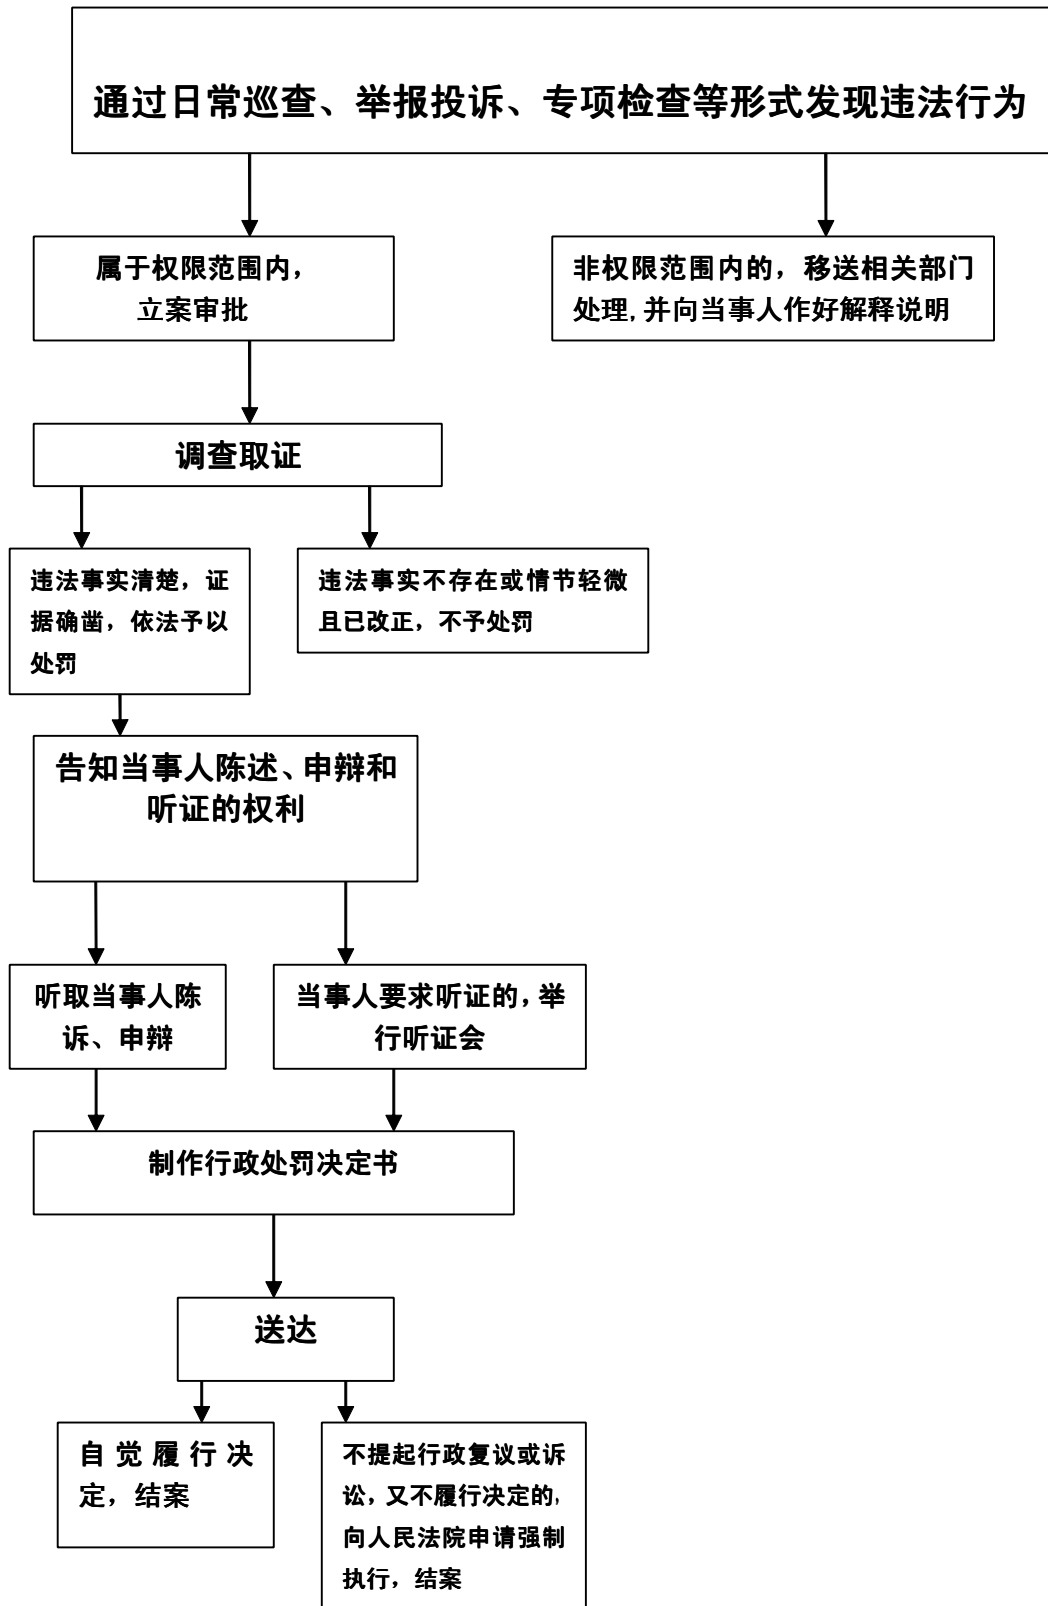 通过日常巡查、举报投诉、专项检查等形式发现违法行为
属于权限范围内，
立案审批
非权限范围内的，移送相关部门
处理,并向当事人作好解释说明
调查取证
违法事实清楚，证
据确凿，依法予以
处罚
违法事实不存在或情节轻微
且已改正，不予处罚
告知当事人陈述、申辩和
听证的权利
听取当事人陈
诉、申辩
当事人要求听证的，举
行听证会
制作行政处罚决定书
送达
自觉履行决
定，结案
不提起行政复议或诉
讼，又不履行决定的，
向人民法院申请强制
执行，结案